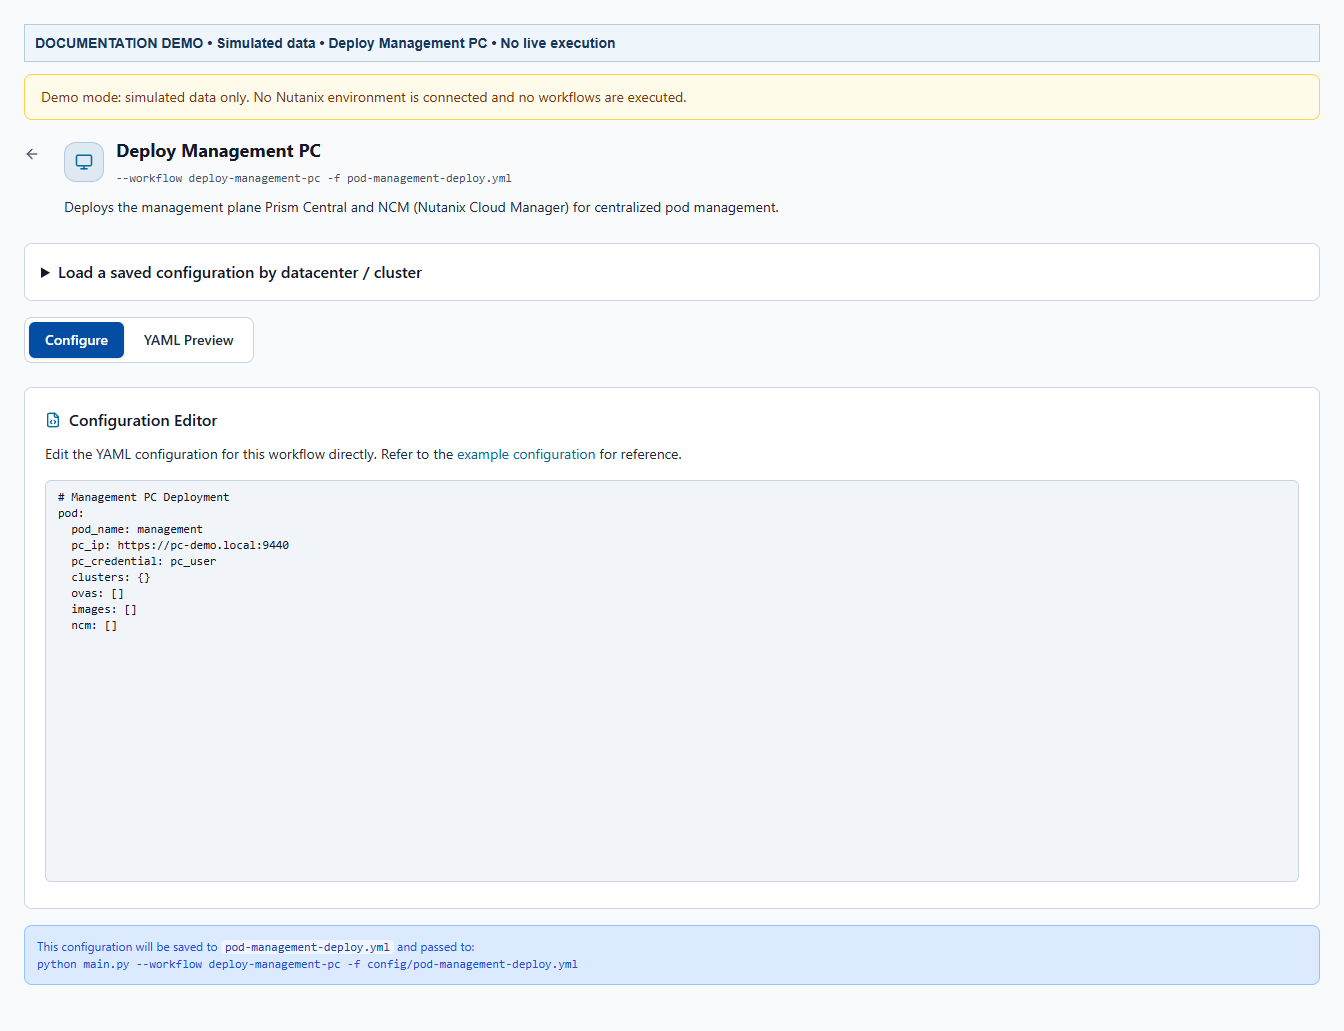 DOCUMENTATION DEMO • Simulated data • Deploy Management PC • No live execution
Demo mode: simulated data only. No Nutanix environment is connected and no workflows are executed.
Deploy Management PC
--workflow deploy-management-pc -f pod-management-deploy.yml
Deploys the management plane Prism Central and NCM (Nutanix Cloud Manager) for centralized pod management.
Load a saved configuration by datacenter / cluster
Configure YAML Preview
Configuration Editor
Edit the YAML configuration for this workflow directly. Refer to the example configuration for reference.
# Management PC Deployment
pod:
  pod_name: management
  pc_ip: https://pc-demo.local:9440
  pc_credential: pc_user
  clusters: {}
  ovas: []
  images: []
  ncm: []
This configuration will be saved to pod-management-deploy.yml and passed to:
python main.py --workflow deploy-management-pc -f config/pod-management-deploy.yml